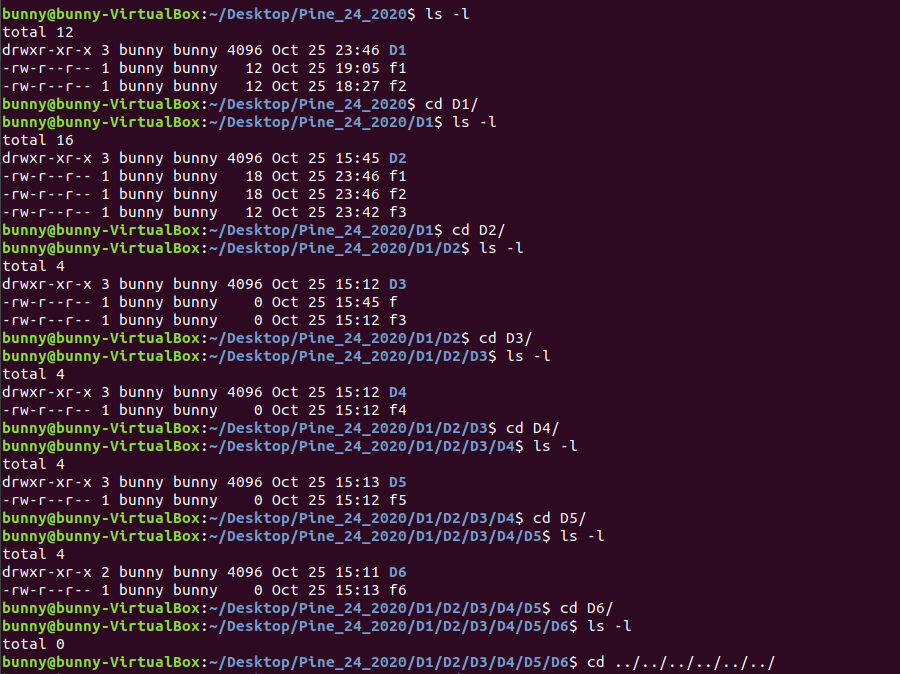 bunny@bunny-VirtualBox:~/Desktop/Pine_24_2020$ ls -l
total 12
drwxr-xr-x 3 bunny bunny 4096 Oct 25 23:46 D1
-rw-r--r-- 1 bunny bunny   12 Oct 25 19:05 f1
-rw-r--r-- 1 bunny bunny   12 Oct 25 18:27 f2
bunny@bunny-VirtualBox:~/Desktop/Pine_24_2020$ cd D1/
bunny@bunny-VirtualBox:~/Desktop/Pine_24_2020/D1$ ls -l
total 16
drwxr-xr-x 3 bunny bunny 4096 Oct 25 15:45 D2
-rw-r--r-- 1 bunny bunny   18 Oct 25 23:46 f1
-rw-r--r-- 1 bunny bunny   18 Oct 25 23:46 f2
-rw-r--r-- 1 bunny bunny   12 Oct 25 23:42 f3
bunny@bunny-VirtualBox:~/Desktop/Pine_24_2020/D1$ cd D2/
bunny@bunny-VirtualBox:~/Desktop/Pine_24_2020/D1/D2$ ls -l
total 4
drwxr-xr-x 3 bunny bunny 4096 Oct 25 15:12 D3
-rw-r--r-- 1 bunny bunny    0 Oct 25 15:45 f
-rw-r--r-- 1 bunny bunny    0 Oct 25 15:12 f3
bunny@bunny-VirtualBox:~/Desktop/Pine_24_2020/D1/D2$ cd D3/
bunny@bunny-VirtualBox:~/Desktop/Pine_24_2020/D1/D2/D3$ ls -l
total 4
drwxr-xr-x 3 bunny bunny 4096 Oct 25 15:12 D4
-rw-r--r-- 1 bunny bunny    0 Oct 25 15:12 f4
bunny@bunny-VirtualBox:~/Desktop/Pine_24_2020/D1/D2/D3$ cd D4/
bunny@bunny-VirtualBox:~/Desktop/Pine_24_2020/D1/D2/D3/D4$ ls -l
total 4
drwxr-xr-x 3 bunny bunny 4096 Oct 25 15:13 D5
-rw-r--r-- 1 bunny bunny    0 Oct 25 15:12 f5
bunny@bunny-VirtualBox:~/Desktop/Pine_24_2020/D1/D2/D3/D4$ cd D5/
bunny@bunny-VirtualBox:~/Desktop/Pine_24_2020/D1/D2/D3/D4/D5$ ls -l
total 4
drwxr-xr-x 2 bunny bunny 4096 Oct 25 15:11 D6
-rw-r--r-- 1 bunny bunny    0 Oct 25 15:13 f6
bunny@bunny-VirtualBox:~/Desktop/Pine_24_2020/D1/D2/D3/D4/D5$ cd D6/
bunny@bunny-VirtualBox:~/Desktop/Pine_24_2020/D1/D2/D3/D4/D5/D6$ ls -l
total 0
bunny@bunny-VirtualBox:~/Desktop/Pine_24_2020/D1/D2/D3/D4/D5/D6$ cd ../../../../../../